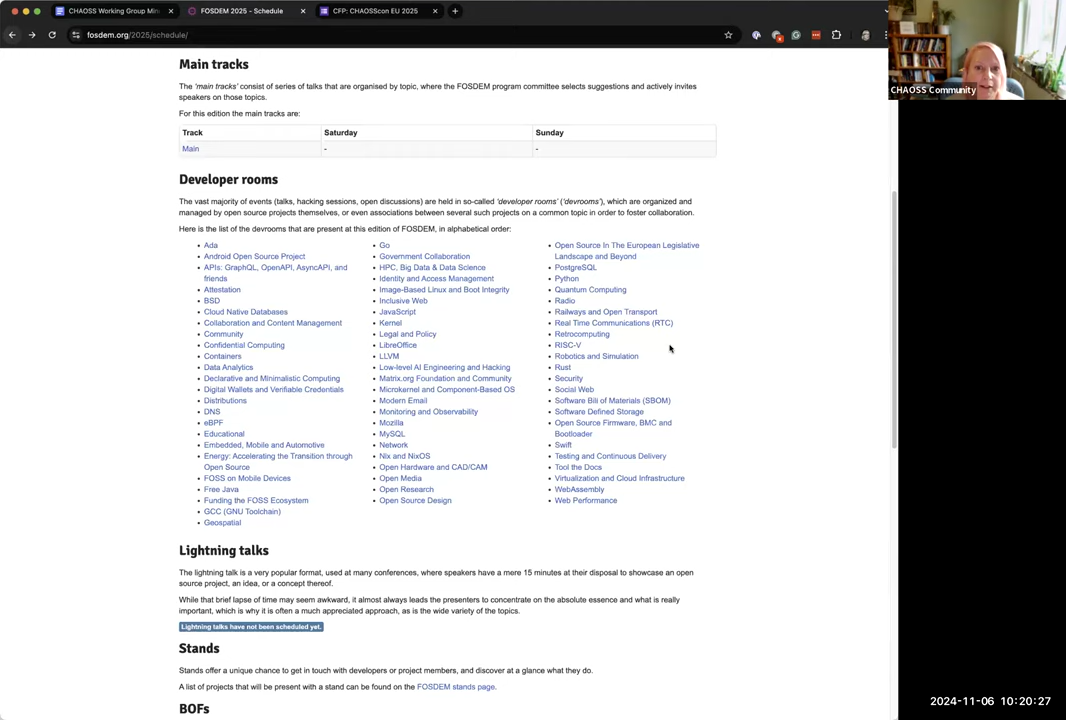 CHAOSS Working Group Min
FOSDEM 2025 - Schedule
CFP: CHAOSScon EU 2025
fosdem.org/2025/schedule/
CHAOSS Community
Main tracks
The 'main tracks' consist of series of talks that are organised by topic, where the FOSDEM program committee selects suggestions and actively invites
speakers on those topics.
For this edition the main tracks are:
Track Saturday Sunday
Main - -
Developer rooms
The vast majority of events (talks, hacking sessions, open discussions) are held in so-called 'developer rooms' ('devrooms'), which are organized and
managed by open source projects themselves, or even associations between several such projects on a common topic in order to foster collaboration.
Here is the list of the devrooms that are present at this edition of FOSDEM, in alphabetical order:
Ada
Android Open Source Project
APIs: GraphQL, OpenAPI, AsyncAPI, and
friends
Attestation
BSD
Cloud Native Databases
Collaboration and Content Management
Community
Confidential Computing
Containers
Data Analytics
Declarative and Minimalistic Computing
Digital Wallets and Verifiable Credentials
Distributions
DNS
eBPF
Educational
Embedded, Mobile and Automotive
Energy: Accelerating the Transition through
Open Source
FOSS on Mobile Devices
Free Java
Funding the FOSS Ecosystem
GCC (GNU Toolchain)
Geospatial
Go
Government Collaboration
HPC, Big Data & Data Science
Identity and Access Management
Image-Based Linux and Boot Integrity
Inclusive Web
JavaScript
Kernel
Legal and Policy
LibreOffice
LLVM
Low-level AI Engineering and Hacking
Matrix.org Foundation and Community
Microkernel and Component-Based OS
Modern Email
Monitoring and Observability
Mozilla
MySQL
Network
Nix and NixOS
Open Hardware and CAD/CAM
Open Media
Open Research
Open Source Design
Open Source In The European Legislative
Landscape and Beyond
PostgreSQL
Python
Quantum Computing
Radio
Railways and Open Transport
Real Time Communications (RTC)
Retrocomputing
RISC-V
Robotics and Simulation
Rust
Security
Social Web
Software Bill of Materials (SBOM)
Software Defined Storage
Open Source Firmware, BMC and
Bootloader
Swift
Testing and Continuous Delivery
Tool the Docs
Virtualization and Cloud Infrastructure
WebAssembly
Web Performance
Lightning talks
The lightning talk is a very popular format, used at many conferences, where speakers have a mere 15 minutes at their disposal to showcase an open
source project, an idea, or a concept thereof.
While that brief lapse of time may seem awkward, it almost always leads the presenters to concentrate on the absolute essence and what is really
important, which is why it is often a much appreciated approach, as is the wide variety of the topics.
Lightning talks have not been scheduled yet.
Stands
Stands offer a unique chance to get in touch with developers or project members, and discover at a glance what they do.
A list of projects that will be present with a stand can be found on the FOSDEM stands page.
BOFs
2024-11-06 10:20:27